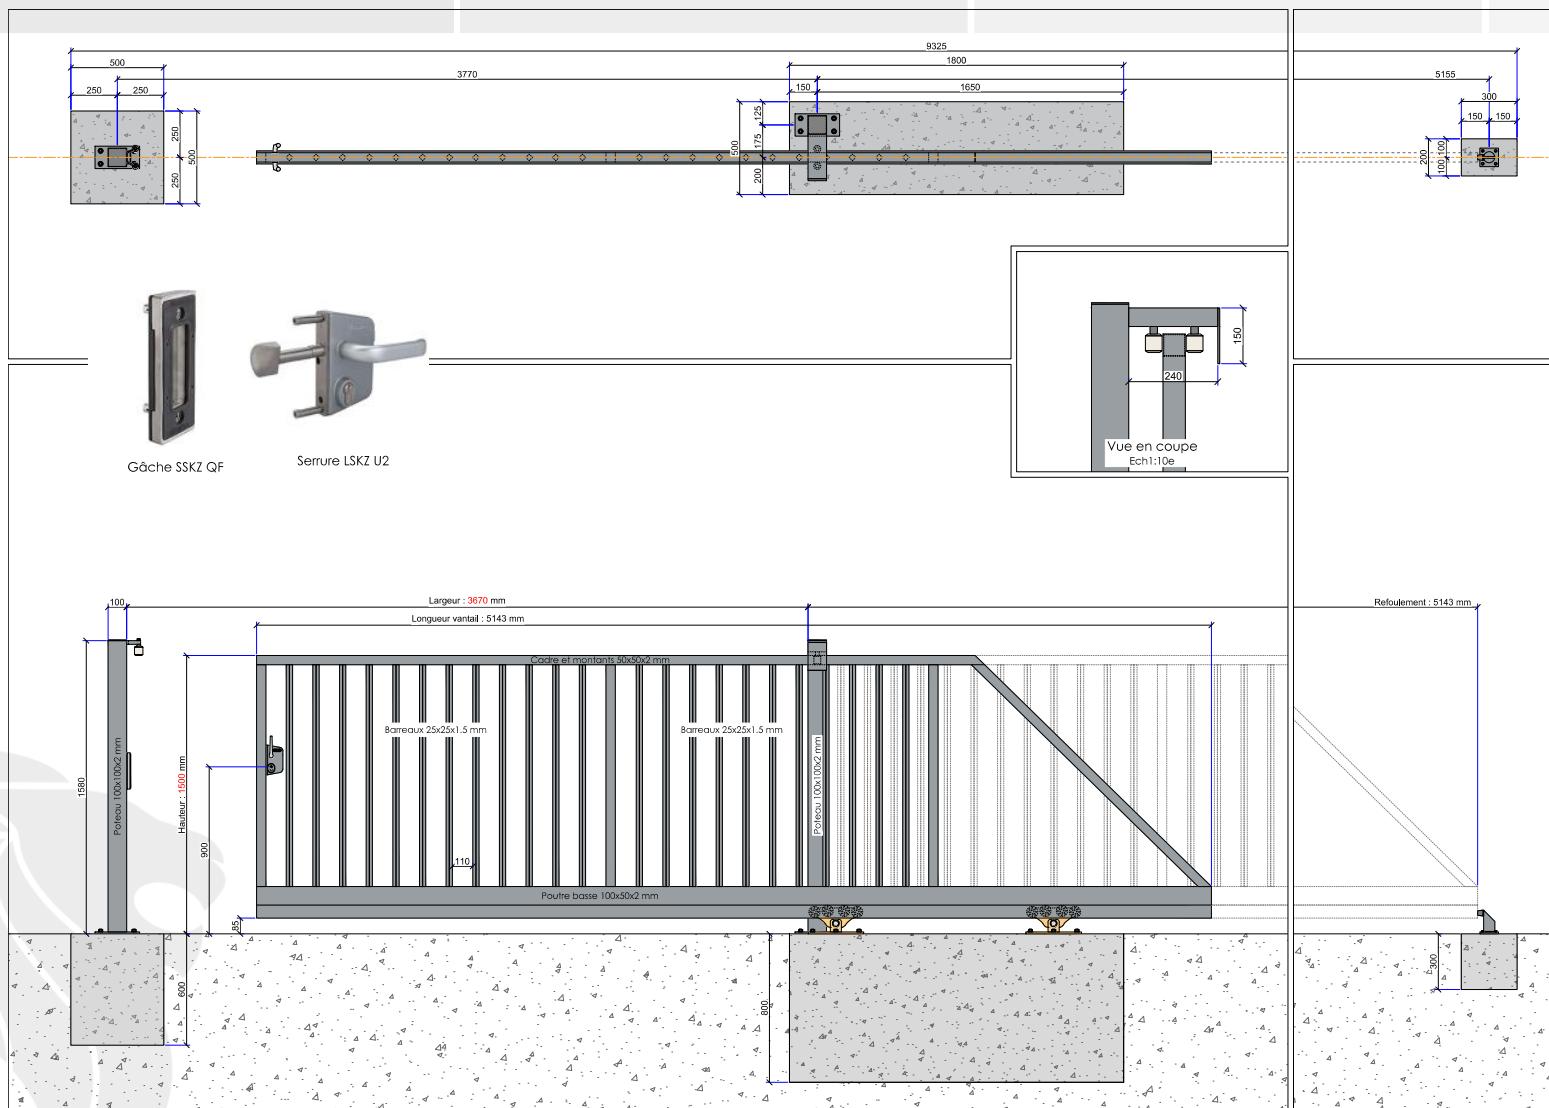 9325
500
1800
3770
5155
250
250
150
1650
300
150
150
250
500
250
125
175
500
200
200
100
100
150
240
Vue en coupe
Ech1:10e
Gâche SSKZ QF
Serrure LSKZ U2
100
Largeur : 3670 mm
Refoulement : 5143 mm
Longueur vantail : 5143 mm
Cadre et montants 50x50x2 mm
Barreaux 25x25x1.5 mm
Barreaux 25x25x1.5 mm
Poteau 100x100x2 mm
Poteau 100x100x2 mm
1580
Hauteur : 1500 mm
900
110
Poutre basse 100x50x2 mm
85
600
800
300